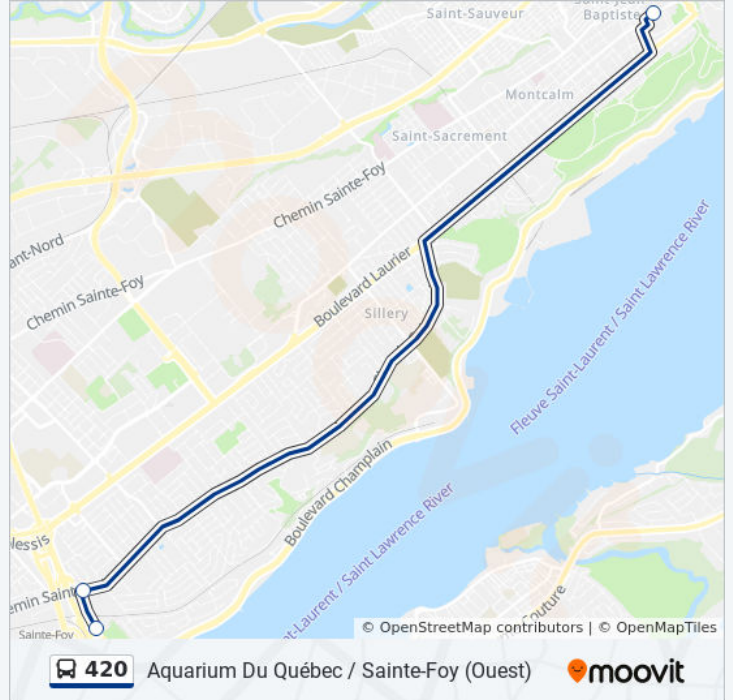 Saint-Jean
Baptiste
Saint-Sauveur
Montcalm
Saint-Sacrement
Chemin Sainte-Foy
ant-Nord
Chemin Sainte-Foy
Boulevard Laurier
Sillery
Fleuve Saint-Laurent / Saint Lawrence River
Boulevard Champlain
nt-Laurent / Saint Lawrence River
lessis
emin Saint
Sainte-Foy
Couture
© OpenStreetMap contributors | © OpenMapTiles
420 Aquarium Du Québec / Sainte-Foy (Ouest) moovit